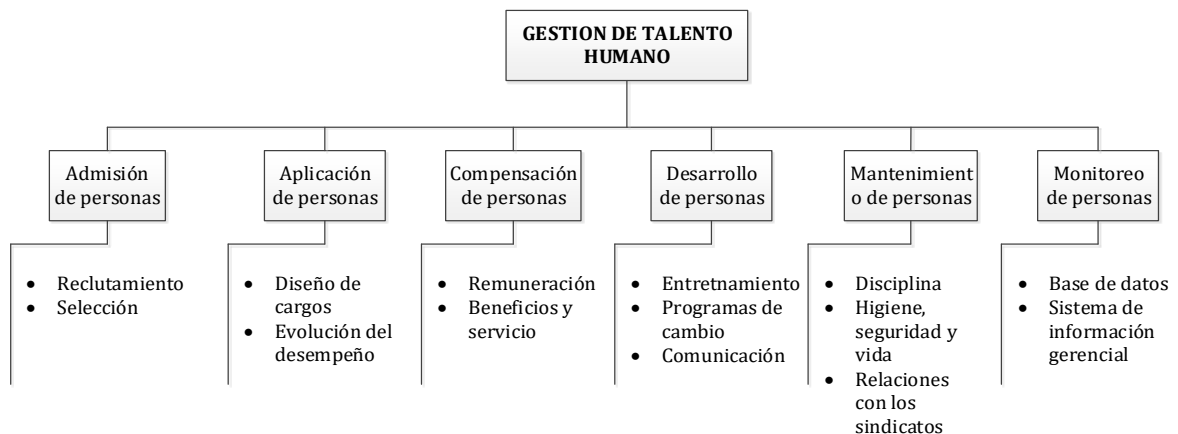 GESTION DE TALENTO
HUMANO
Admisión
de personas
Aplicación
de personas
Compensación
de personas
Desarrollo
de personas
Mantenimient
o de personas
Monitoreo
de personas
• Reclutamiento
• Selección
• Diseño de
cargos
• Evolución del
desempeño
• Remuneración
• Beneficios y
servicio
• Entretnamiento
• Programas de
cambio
• Comunicación
• Disciplina
• Higiene,
seguridad y
vida
• Relaciones
con los
sindicatos
• Base de datos
• Sistema de
información
gerencial